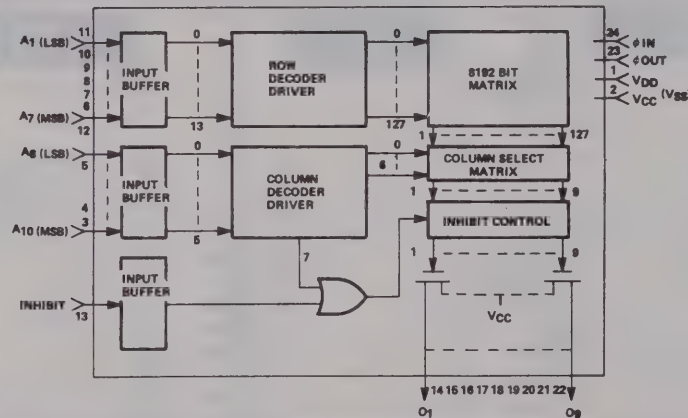 A1 (LSB)
11
10
9
8
7
6
A7 (MSB)
12
A8 (LSB)
5
4
3
A10 (MSB)
INHIBIT
13
INPUT
BUFFER
0
13
ROW
DECODER
DRIVER
0
127
8192 BIT
MATRIX
24
ϕ IN
23
ϕ OUT
1
VDD
2
VCC (VSS
1
127
INPUT
BUFFER
0
5
COLUMN
DECODER
DRIVER
0
6
COLUMN SELECT
MATRIX
1
9
INHIBIT CONTROL
7
1
9
INPUT
BUFFER
VCC
14 15 16 17 18 19 20 21 22
O1
O9